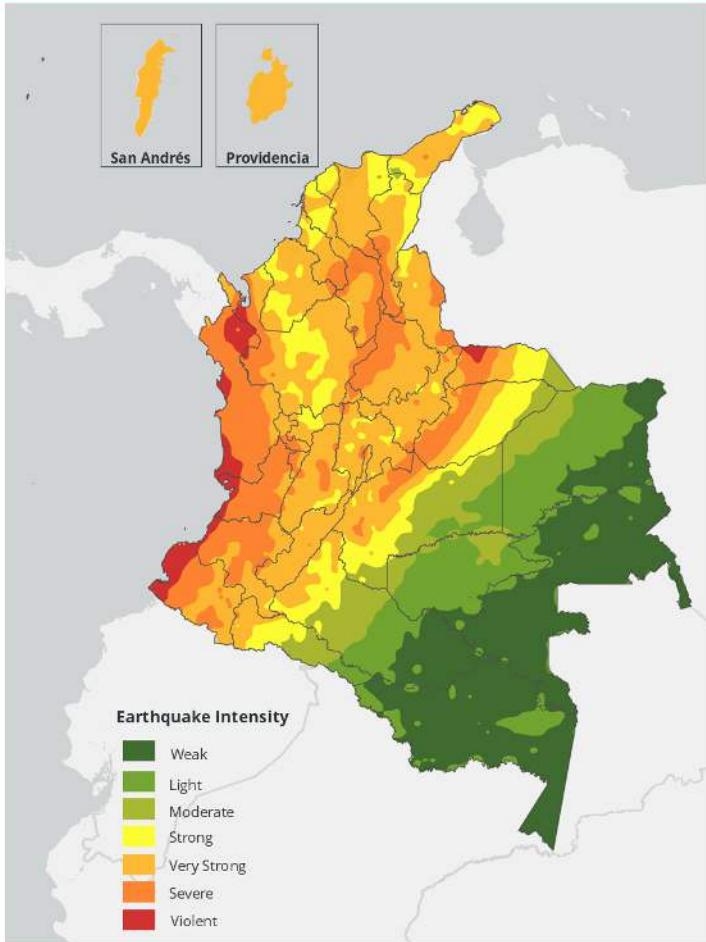 San Andrés
Providencia
Earthquake Intensity
Weak
Light
Moderate
Strong
Very Strong
Severe
Violent